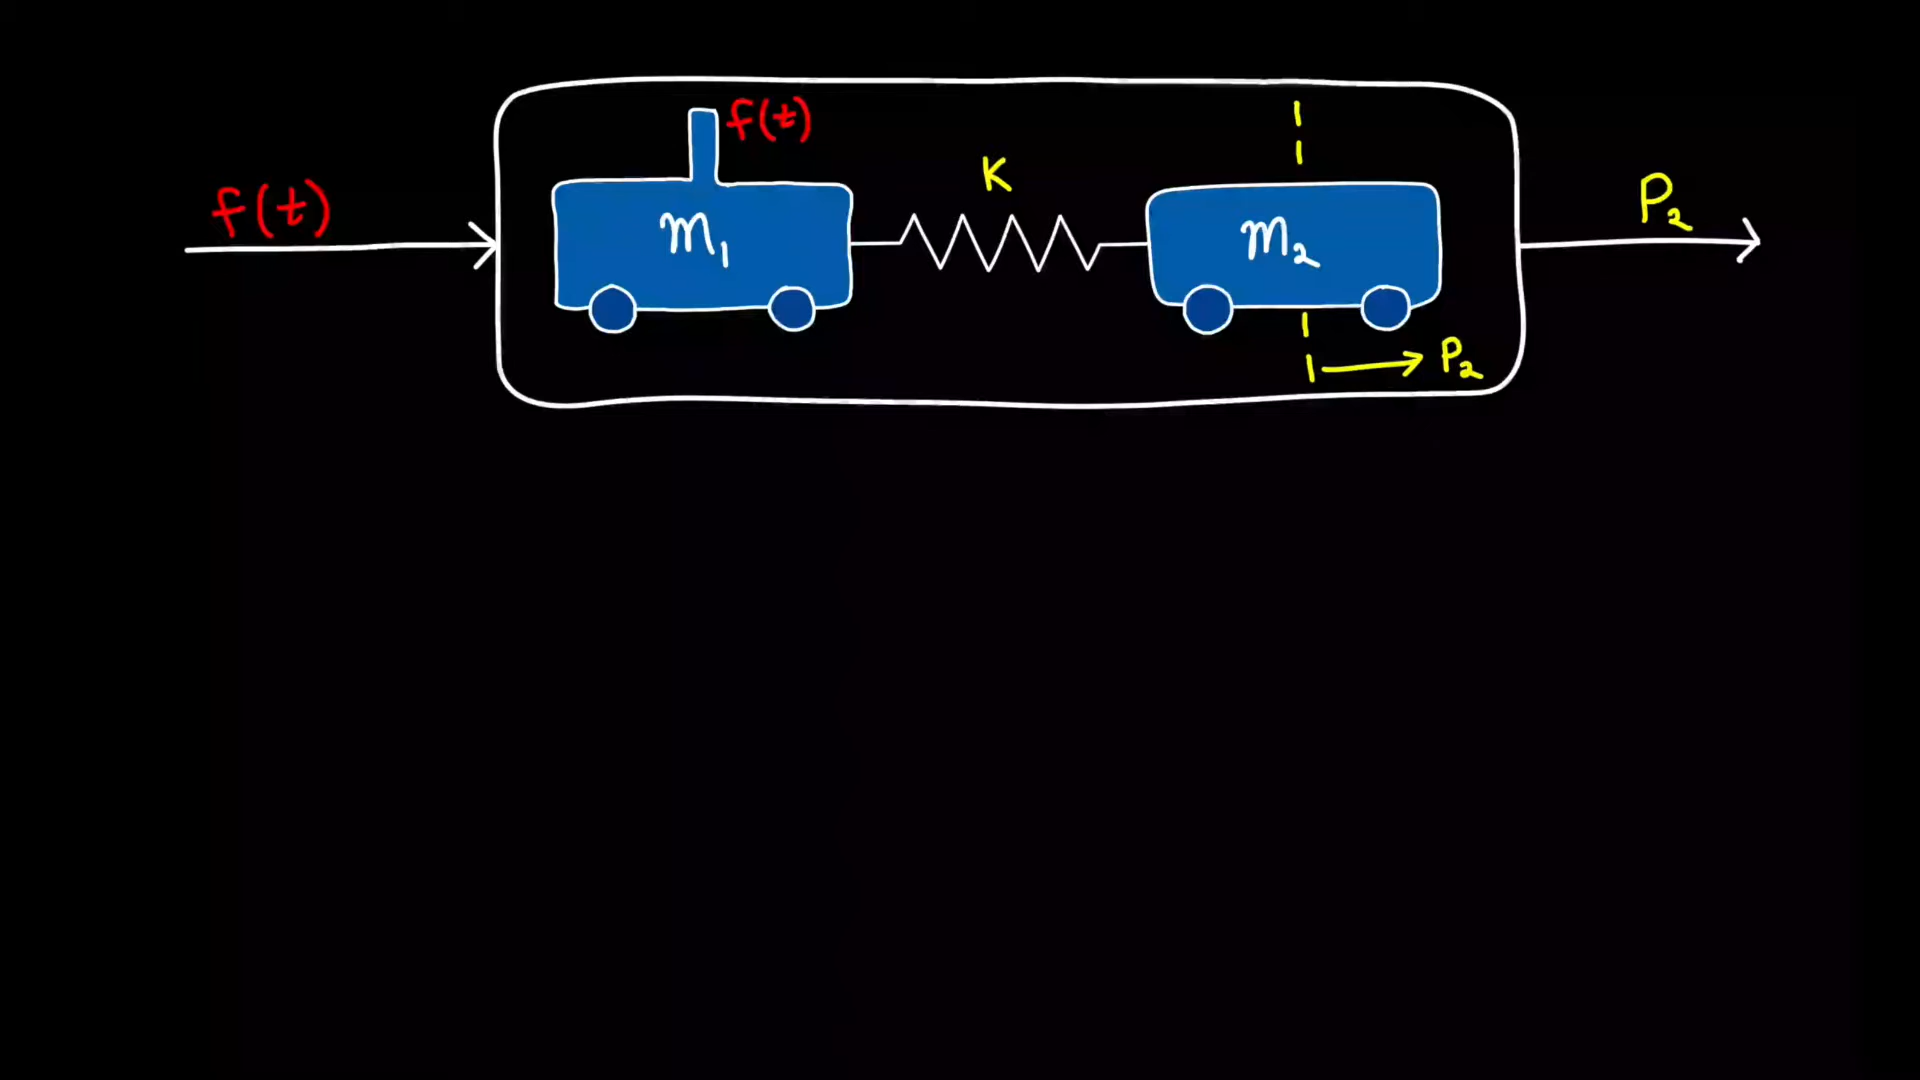 f(t)
f(t)
m₁
K
m₂
P₂
P₂